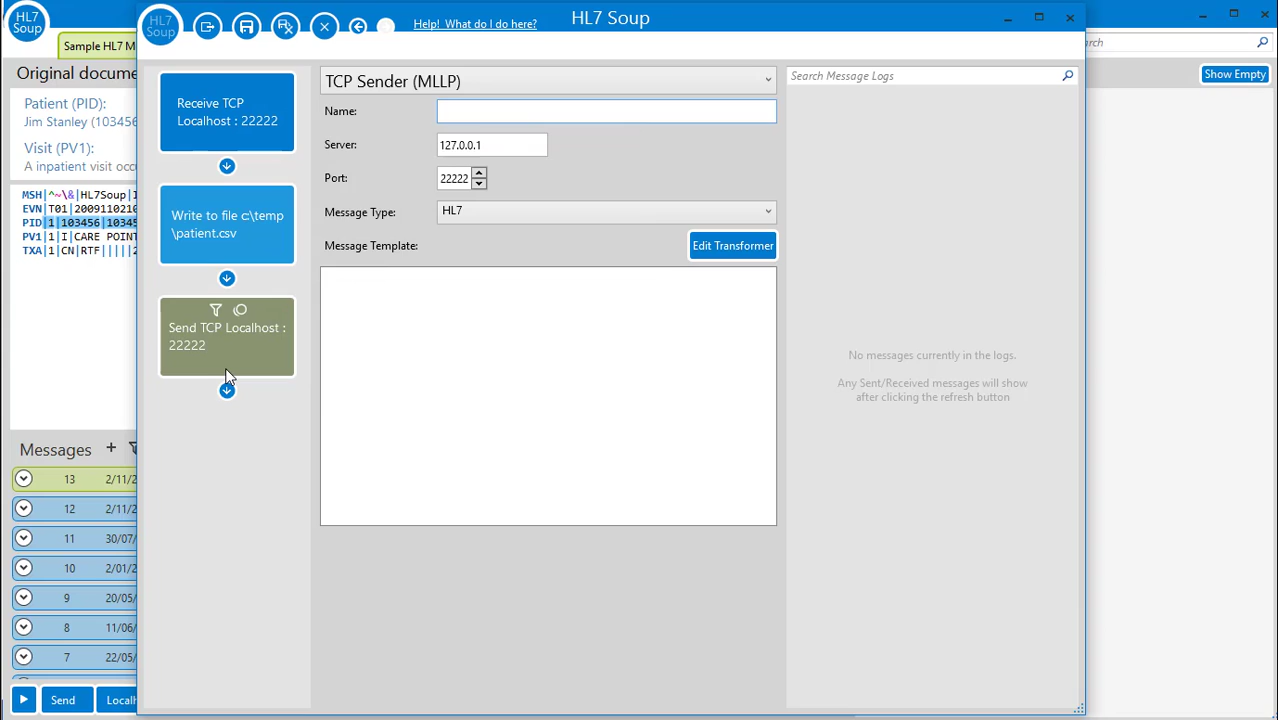 HL7
Soup
HL7
Soup
Help! What do I do here?
HL7 Soup
Sample HL7 M
arch
Original docume
Show Empty
Patient (PID):
Jim Stanley (103456
Visit (PV1):
A inpatient visit occ
MSH|^~\&|HL7Soup|I
EVN|T01|2009110210
PID|1|103456|10345
PV1|1|I|CARE POINT
TXA|1|CN|RTF|||||2
Receive TCP
Localhost : 22222
Write to file c:\temp
\patient.csv
Send TCP Localhost :
22222
TCP Sender (MLLP)
Name:
Server: 127.0.0.1
Port: 22222
Message Type: HL7
Message Template: Edit Transformer
Search Message Logs
No messages currently in the logs.
Any Sent/Received messages will show
after clicking the refresh button
Messages +
13 2/11/2
12 2/11/2
11 30/07/
10 2/01/2
9 20/05/
8 11/06/
7 22/05/
Send Localh